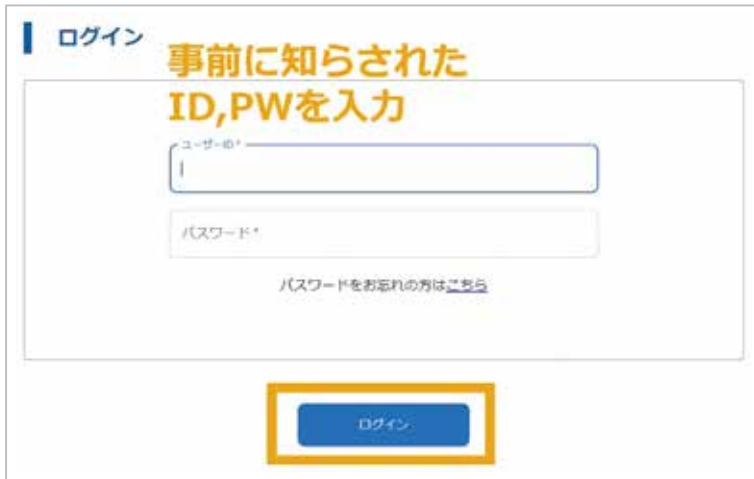 ログイン
事前に知らされた
ID,PWを入力
ユーザーID*
パスワード*
パスワードをお忘れの方はこちら
ログイン